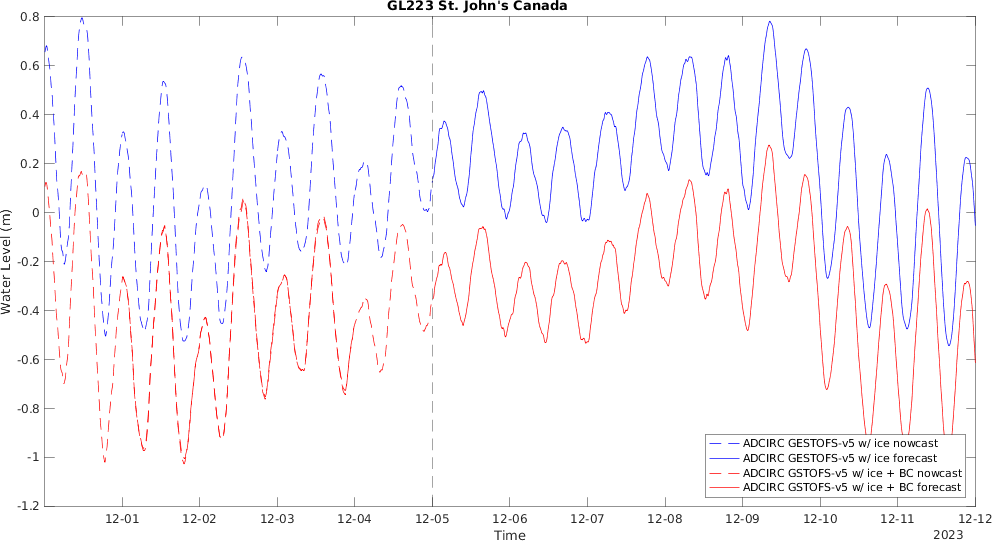 GL223 St. John's Canada
0.8
0.6
0.4
0.2
0
-0.2
-0.4
-0.6
-0.8
-1
-1.2
Water Level (m)
ADCIRC GESTOFS-v5 w/ ice nowcast
ADCIRC GESTOFS-v5 w/ ice forecast
ADCIRC GSTOFS-v5 w/ ice + BC nowcast
ADCIRC GSTOFS-v5 w/ ice + BC forecast
12-01 12-02 12-03 12-04 12-05 12-06 12-07 12-08 12-09 12-10 12-11 12-12
Time
2023